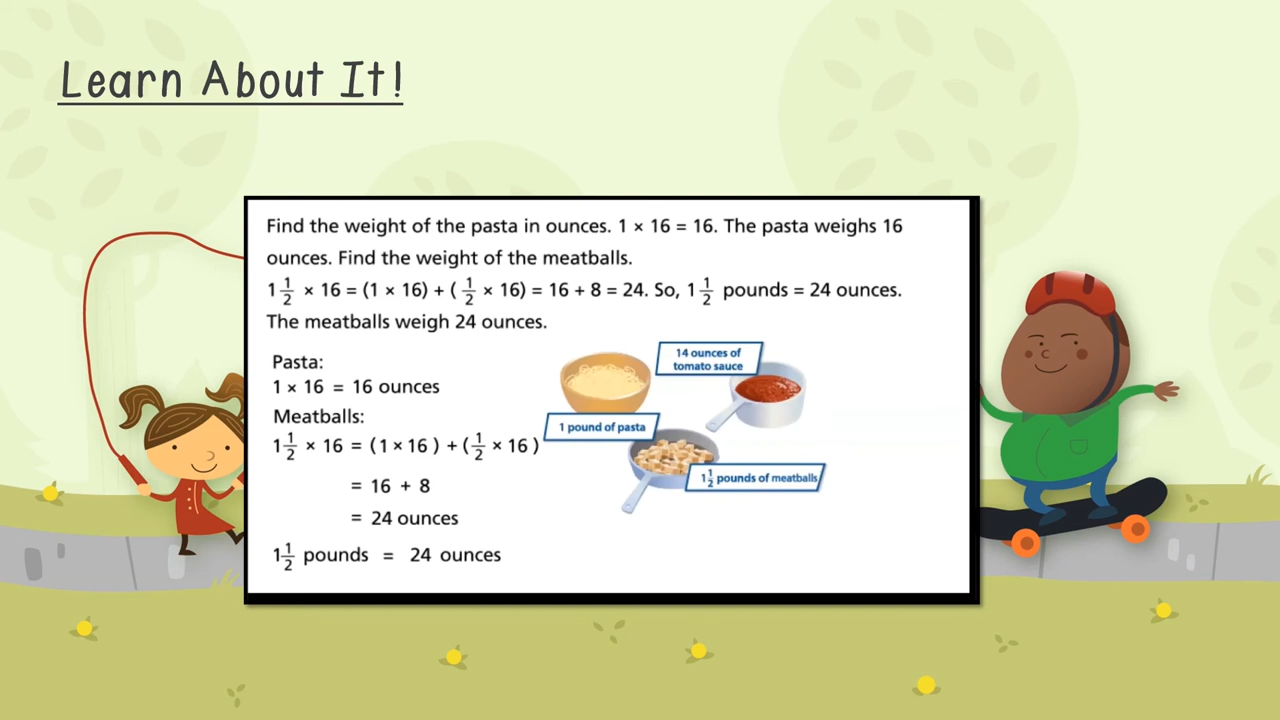 Learn About It!
Find the weight of the pasta in ounces. 1 × 16 = 16. The pasta weighs 16
ounces. Find the weight of the meatballs.
1 1/2 × 16 = (1 × 16) + ( 1/2 × 16) = 16 + 8 = 24. So, 1 1/2 pounds = 24 ounces.
The meatballs weigh 24 ounces.
Pasta:
1 × 16 = 16 ounces
Meatballs:
1 1/2 × 16 = (1 × 16 ) + ( 1/2 × 16 )
= 16 + 8
= 24 ounces
1 1/2 pounds = 24 ounces
14 ounces of
tomato sauce
1 pound of pasta
1 1/2 pounds of meatballs